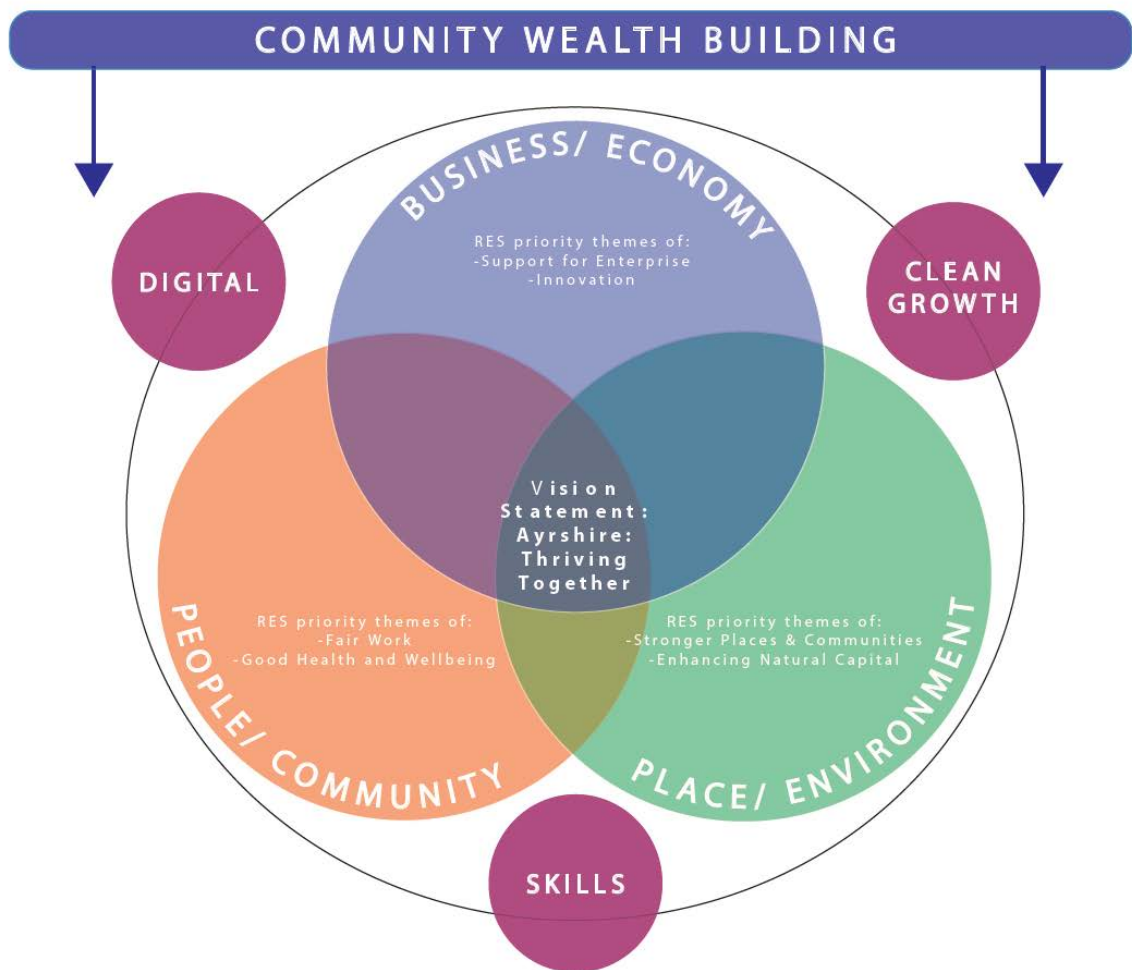 COMMUNITY WEALTH BUILDING
BUSINESS/ ECONOMY
RES priority themes of:
-Support for Enterprise
-Innovation
DIGITAL
CLEAN
GROWTH
Vision
Statement:
Ayrshire:
Thriving
Together
PEOPLE/ COMMUNITY
RES priority themes of:
-Fair Work
-Good Health and Wellbeing
PLACE/ ENVIRONMENT
RES priority themes of:
-Stronger Places & Communities
-Enhancing Natural Capital
SKILLS